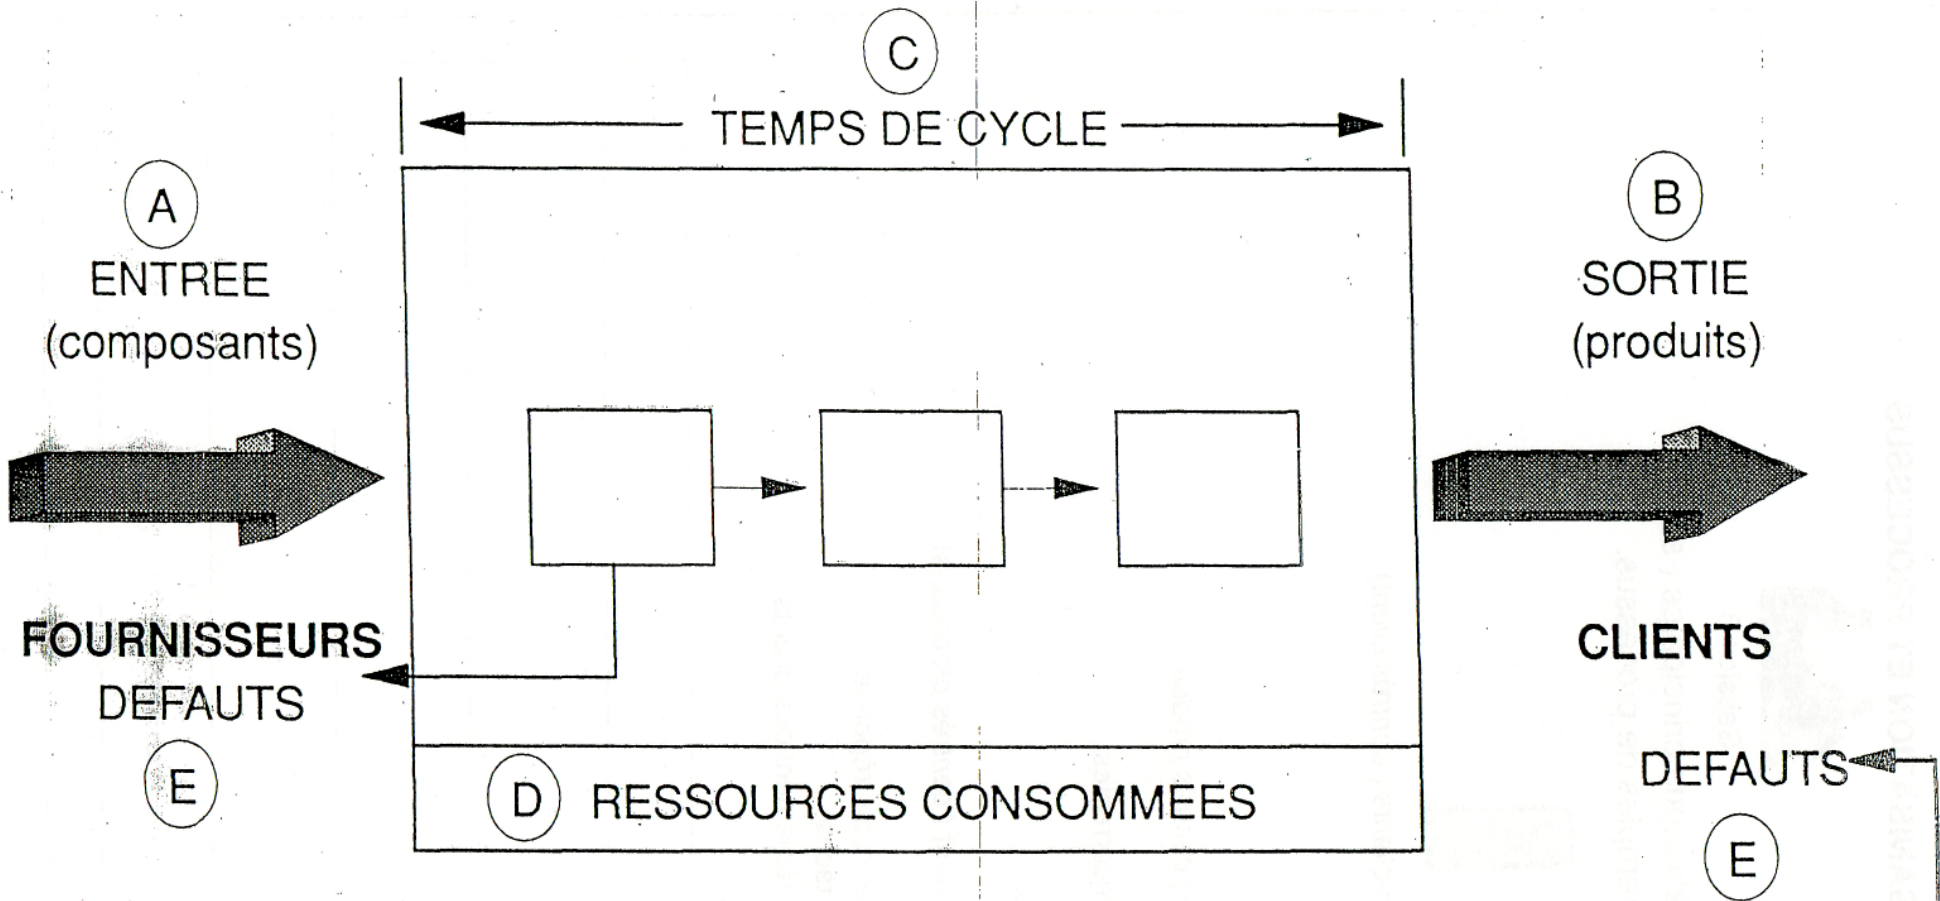 C
TEMPS DE CYCLE
A
ENTREE
(composants)
B
SORTIE
(produits)
FOURNISSEURS
DEFAUTS
E
CLIENTS
D RESSOURCES CONSOMMEES
DEFAUTS
E